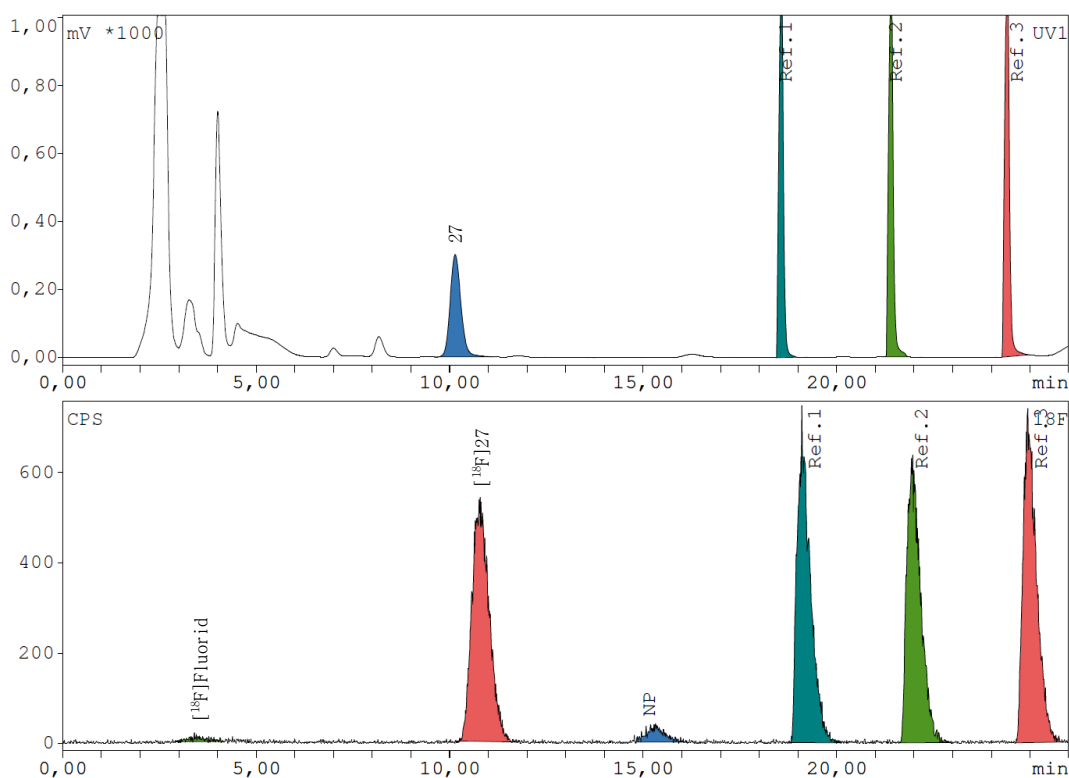 1,00
mV *1000
UV1
0,80
0,60
0,40
0,20
0,00
27
Ref.1
Ref.2
Ref.3
0,00 5,00 10,00 15,00 20,00 min
CPS
18F
600
400
200
0
[¹⁸F]Fluorid
[¹⁸F]27
NP
Ref.1
Ref.2
Ref.3
0,00 5,00 10,00 15,00 20,00 min